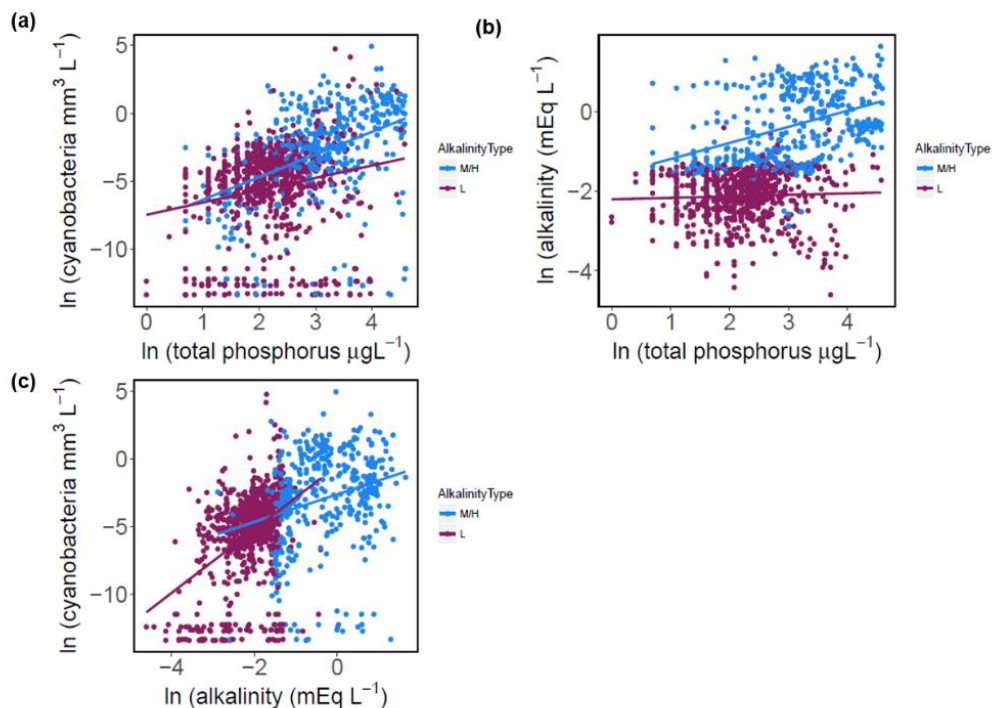 (a)
5
0
−5
−10
ln (cyanobacteria mm³ L⁻¹)
0 1 2 3 4
ln (total phosphorus μgL⁻¹)
AlkalinityType
M/H
L
(b)
0
−2
−4
ln (alkalinity (mEq L⁻¹)
0 1 2 3 4
ln (total phosphorus μgL⁻¹)
AlkalinityType
M/H
L
(c)
5
0
−5
−10
ln (cyanobacteria mm³ L⁻¹)
−4 −2 0
ln (alkalinity (mEq L⁻¹)
AlkalinityType
M/H
L